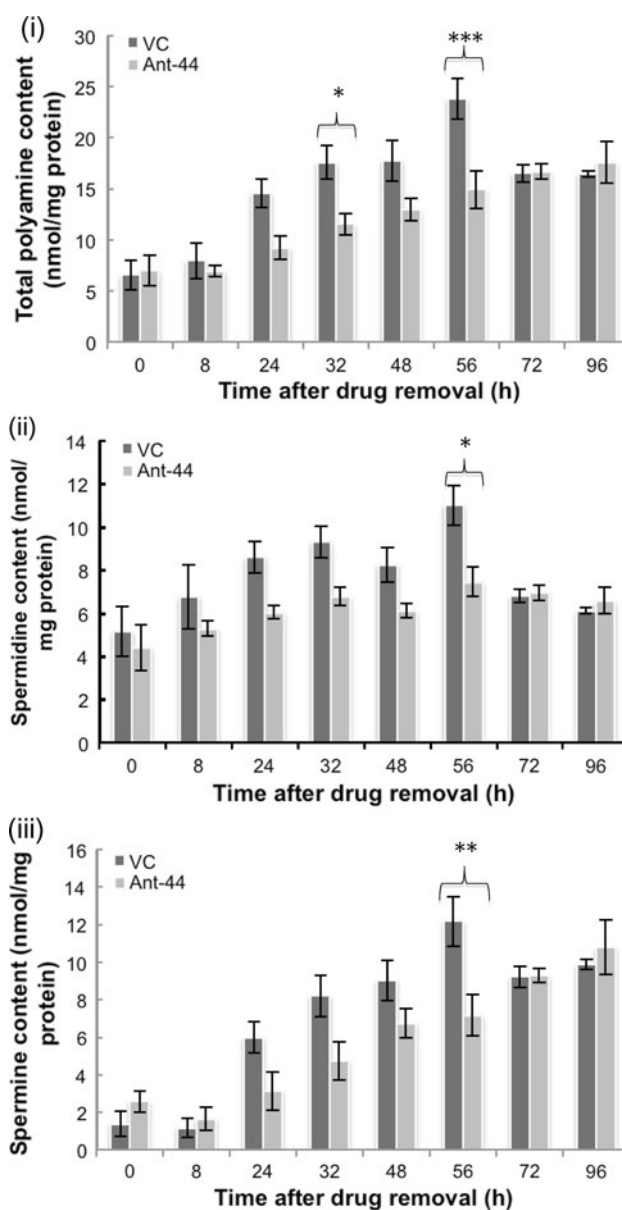 (i)
VC
Ant-44
*
***
Total polyamine content
(nmol/mg protein)
30
25
20
15
10
5
0
0 8 24 32 48 56 72 96
Time after drug removal (h)
(ii)
VC
Ant-44
*
Spermidine content (nmol/
mg protein)
14
12
10
8
6
4
2
0
0 8 24 32 48 56 72 96
Time after drug removal (h)
(iii)
VC
Ant-44
**
Spermine content (nmol/mg
protein)
16
14
12
10
8
6
4
2
0
0 8 24 32 48 56 72 96
Time after drug removal (h)